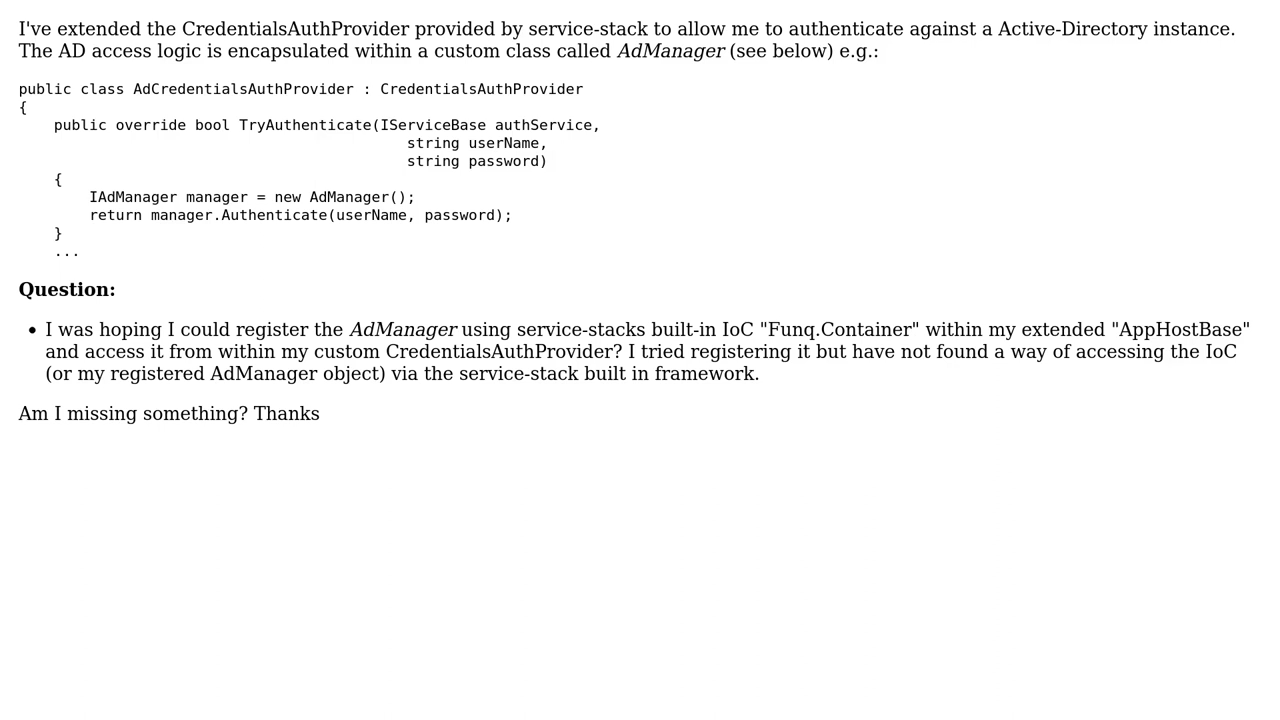 I've extended the CredentialsAuthProvider provided by service-stack to allow me to authenticate against a Active-Directory instance.
The AD access logic is encapsulated within a custom class called AdManager (see below) e.g.:
public class AdCredentialsAuthProvider : CredentialsAuthProvider
{
    public override bool TryAuthenticate(IServiceBase authService,
                                            string userName,
                                            string password)
    {
        IAdManager manager = new AdManager();
        return manager.Authenticate(userName, password);
    }
    ...
Question:
• I was hoping I could register the AdManager using service-stacks built-in IoC "Funq.Container" within my extended "AppHostBase"
and access it from within my custom CredentialsAuthProvider? I tried registering it but have not found a way of accessing the IoC
(or my registered AdManager object) via the service-stack built in framework.
Am I missing something? Thanks